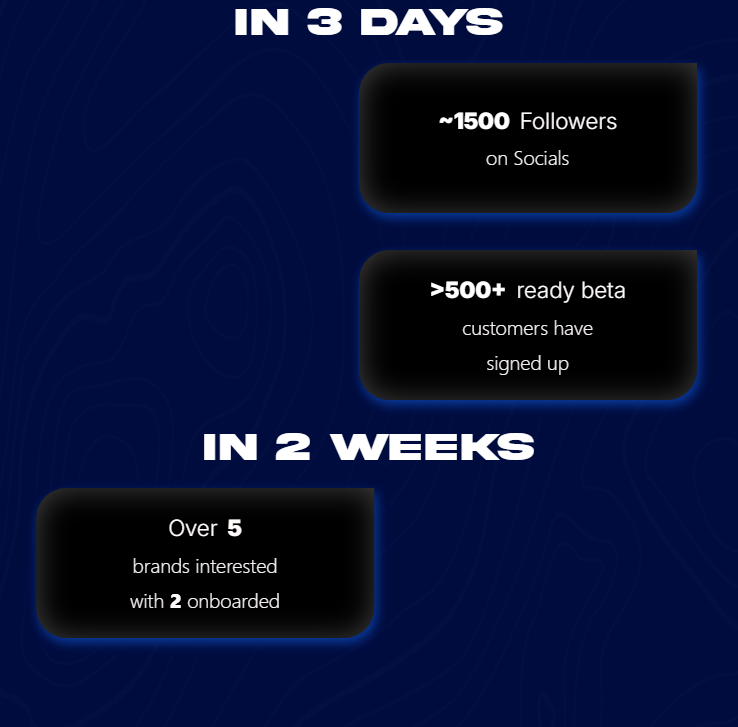 IN 3 DAYS
~1500 Followers
on Socials
>500+ ready beta
customers have
signed up
IN 2 WEEKS
Over 5
brands interested
with 2 onboarded